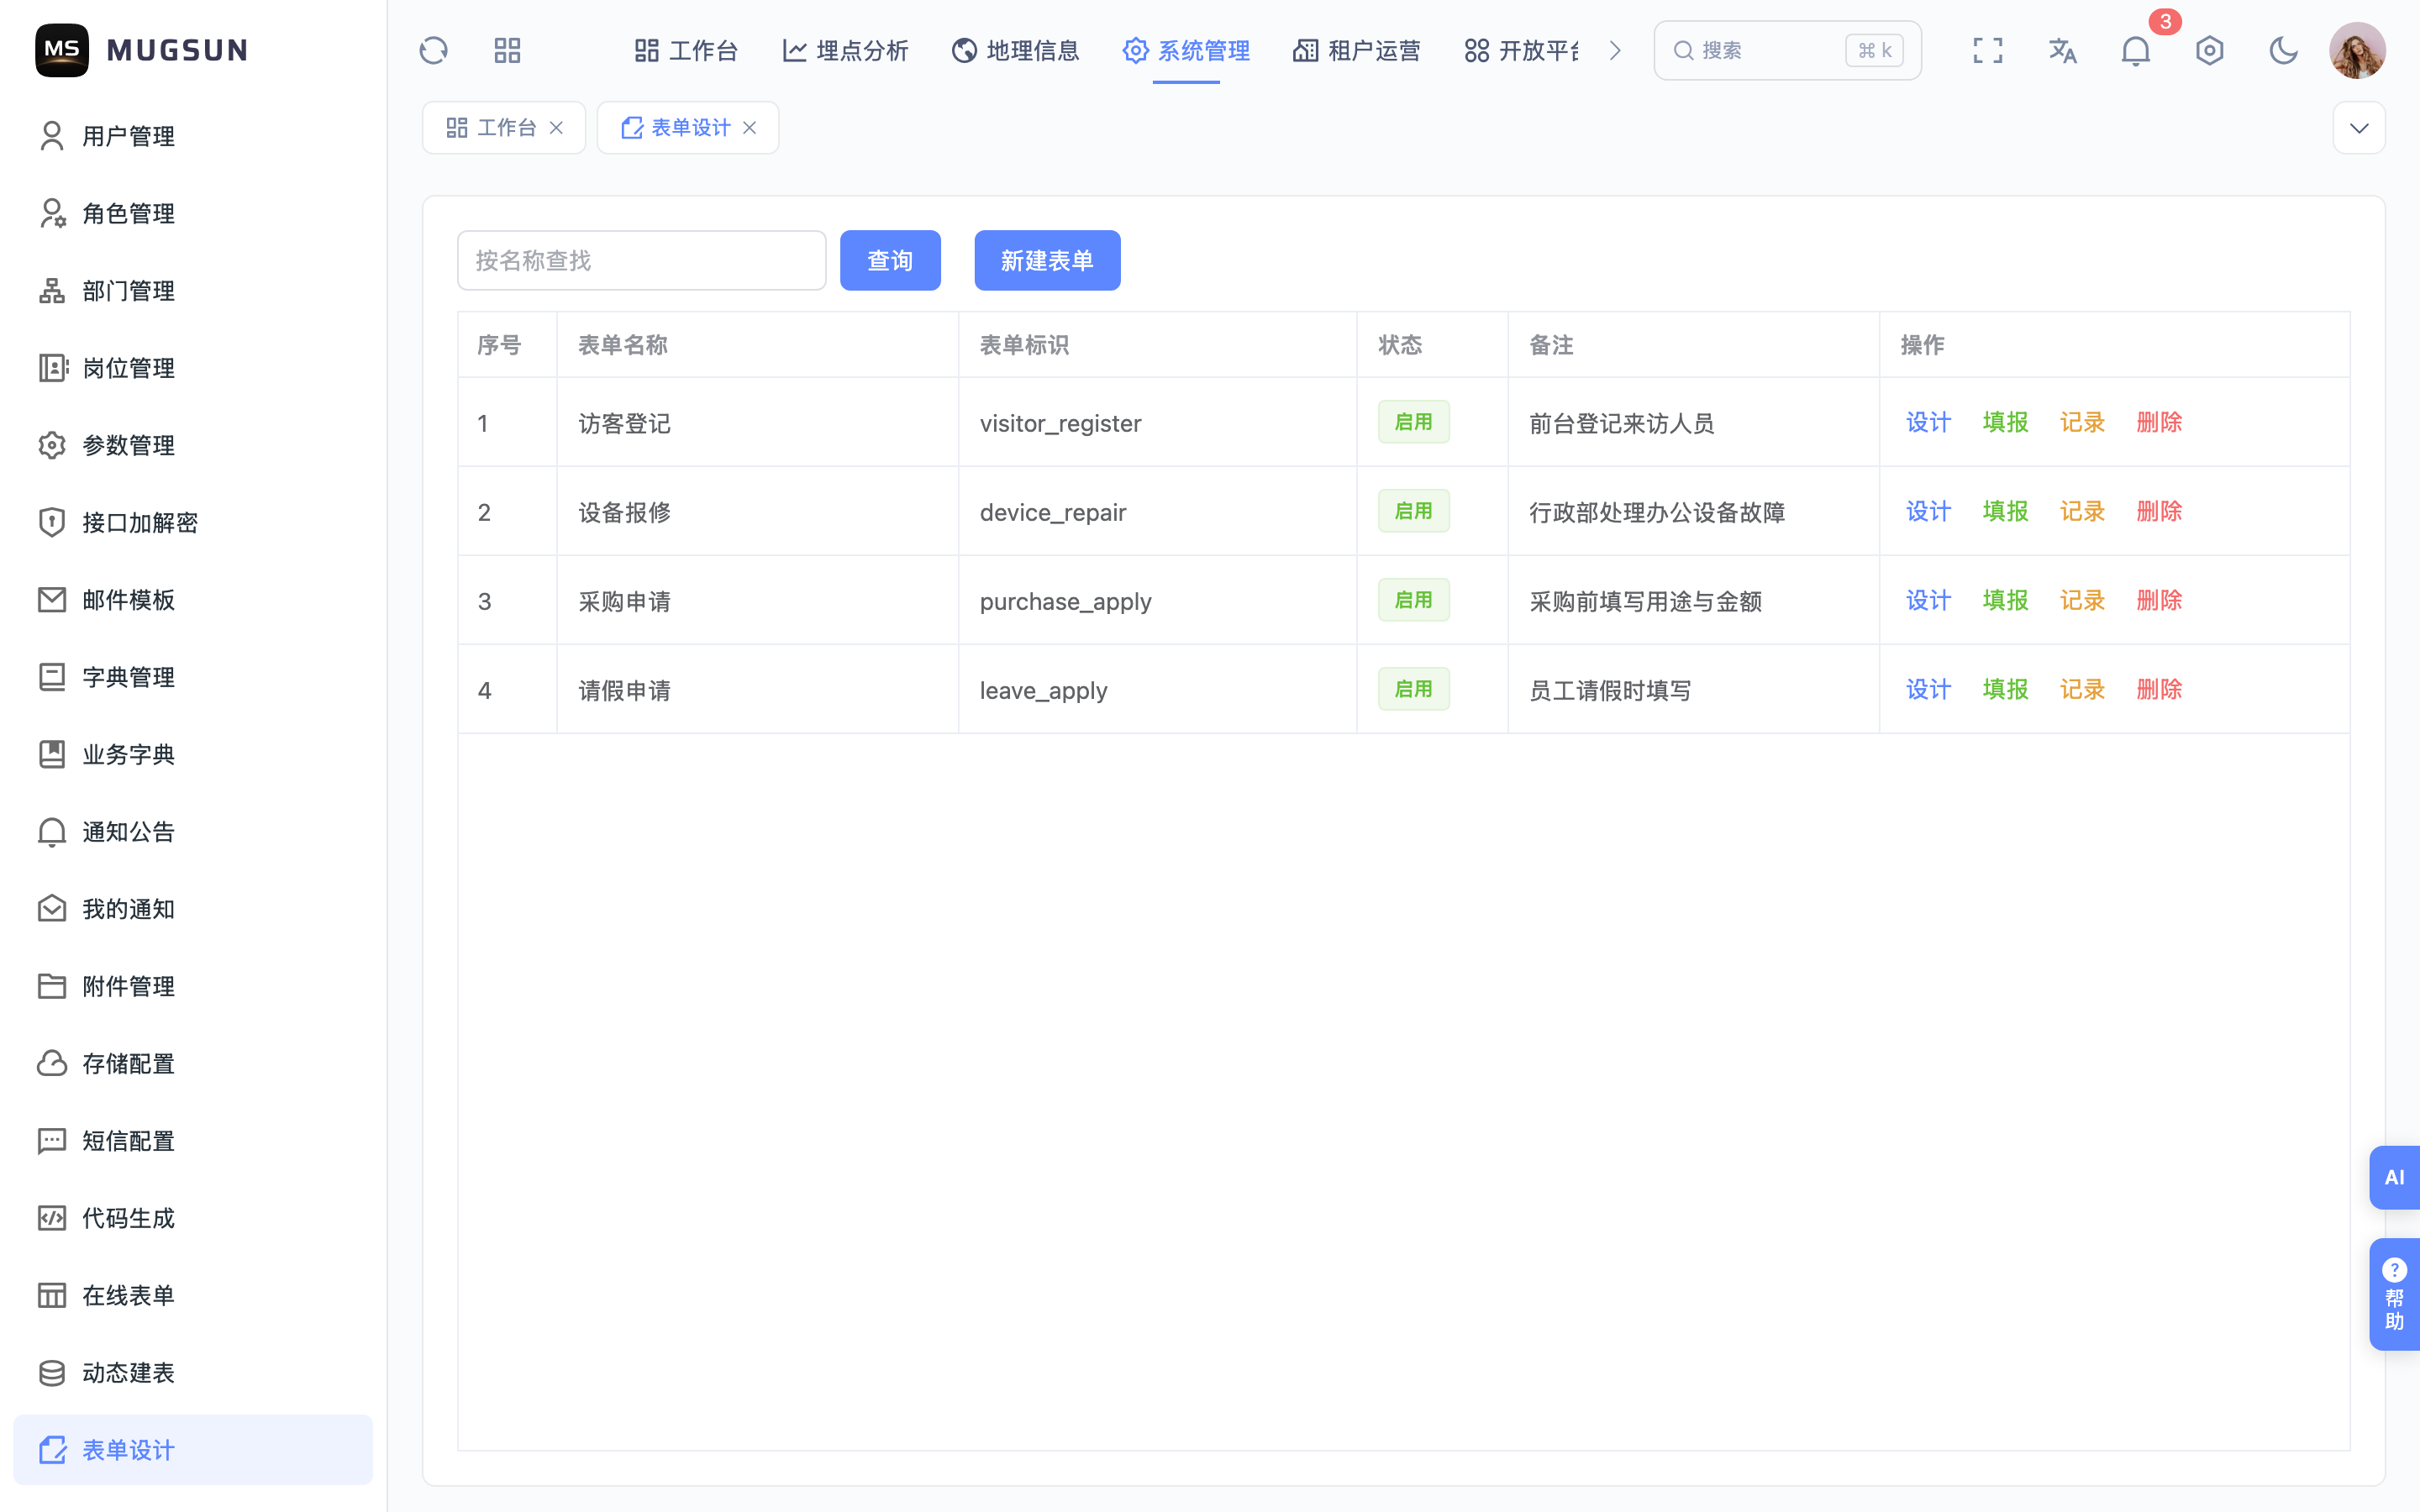 MS MUGSUN
工作台 埋点分析 地理信息 系统管理 租户运营 开放平台 搜索 ⌘ k 3
工作台 表单设计
用户管理
角色管理
部门管理
岗位管理
参数管理
接口加解密
邮件模板
字典管理
业务字典
通知公告
我的通知
附件管理
存储配置
短信配置
代码生成
在线表单
动态建表
表单设计
按名称查找 查询 新建表单
序号 表单名称 表单标识 状态 备注 操作
1 访客登记 visitor_register 启用 前台登记来访人员 设计 填报 记录 删除
2 设备报修 device_repair 启用 行政部处理办公设备故障 设计 填报 记录 删除
3 采购申请 purchase_apply 启用 采购前填写用途与金额 设计 填报 记录 删除
4 请假申请 leave_apply 启用 员工请假时填写 设计 填报 记录 删除
AI
?
帮
助